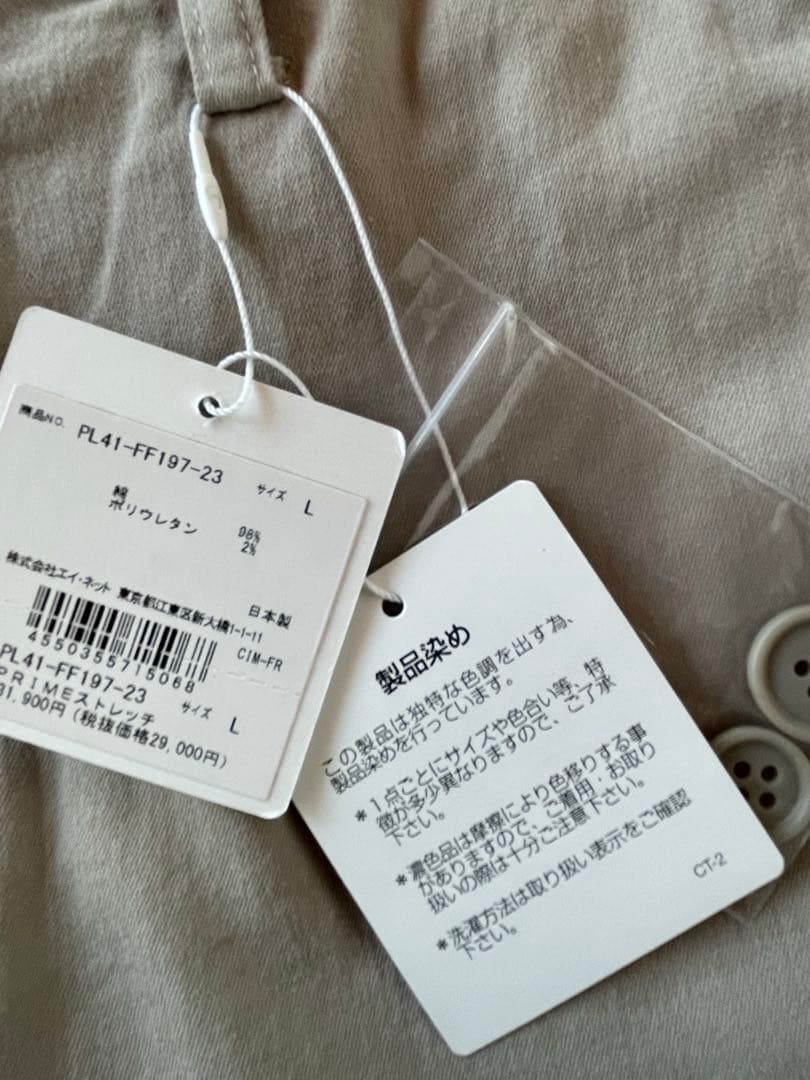 商品NO. PL41-FF197-23 サイズ L
綿 98%
ポリウレタン 2%
株式会社エイ・ネット 東京都江東区新大橋1-1-11
日本製
4550355715068 CIM-FR
PL41-FF197-23 サイズ L
PRIMEストレッチ
31,900円(税抜価格29,000円)
製品染め
この製品は独特な色調を出す為、
製品染めを行っています。
*1点ごとにサイズや色合い等、特
徴が多少異なりますので、ご了承
下さい。
*濃色品は摩擦により色移りする事
がありますので、ご着用・お取り
扱いの際は十分ご注意下さい。
*洗濯方法は取り扱い表示をご確認
下さい。
CT-2